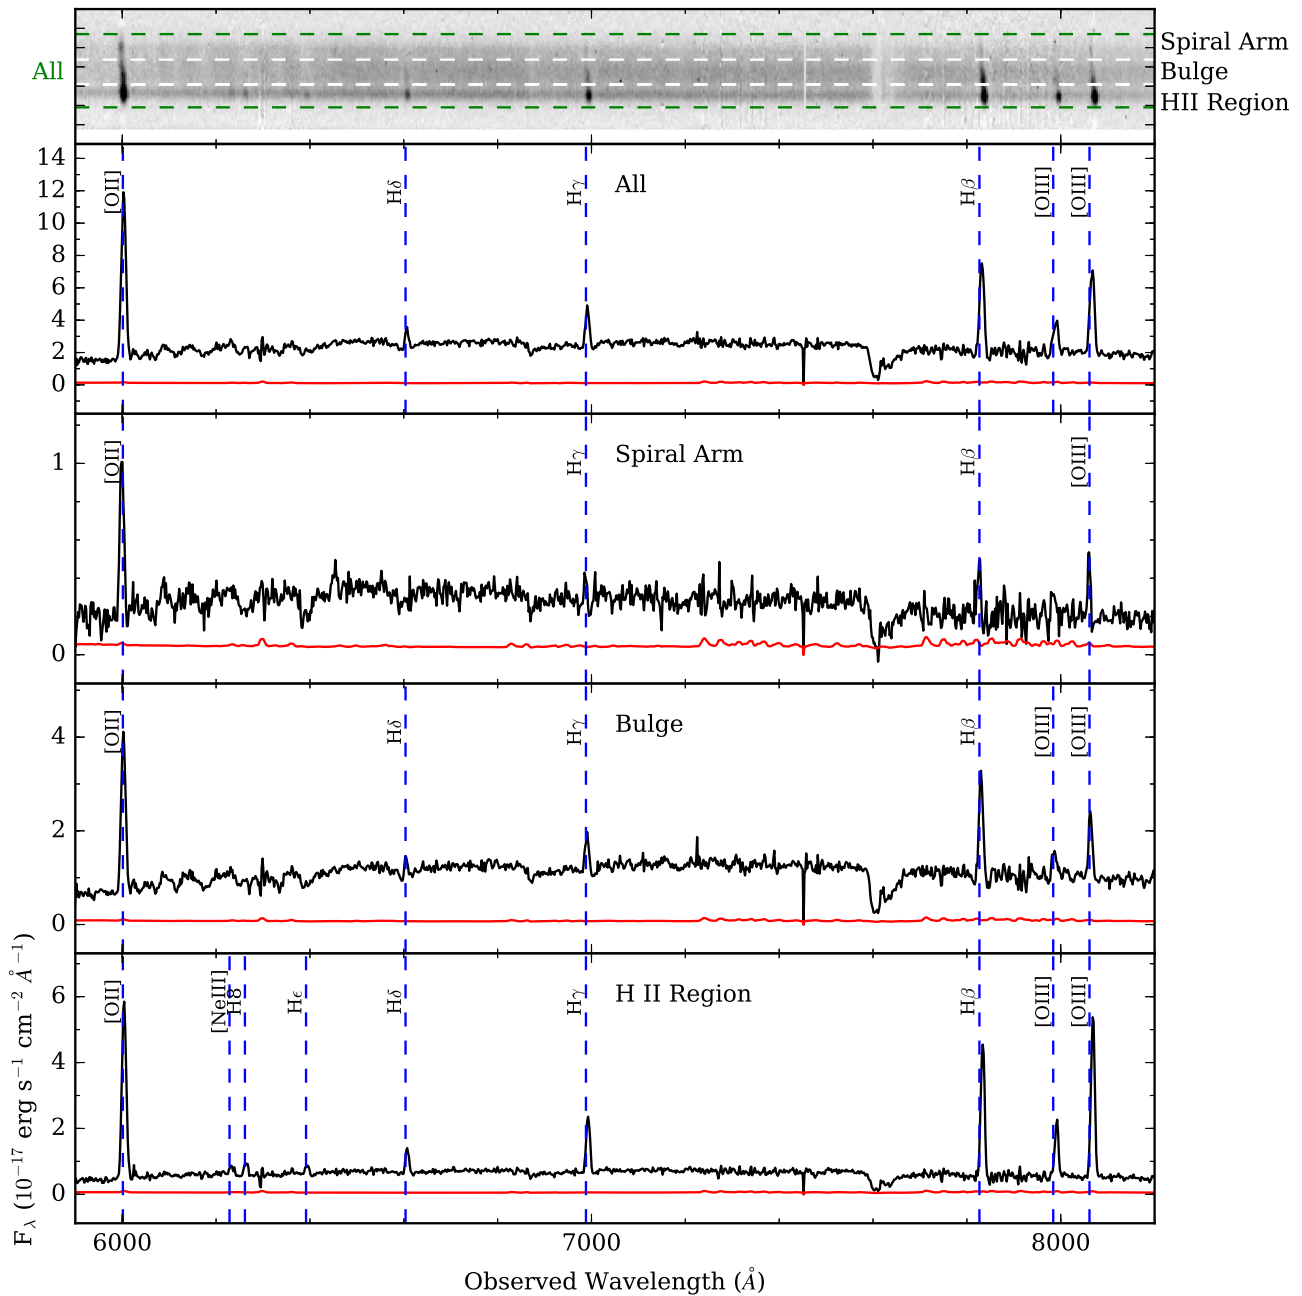 All
Spiral Arm
Bulge
HII Region
14
12
10
8
6
4
2
0
[OII]
Hδ
Hγ
All
Hβ
[OIII]
[OIII]
1
0
[OII]
Hγ
Spiral Arm
Hβ
[OIII]
4
2
0
[OII]
Hδ
Hγ
Bulge
Hβ
[OIII]
[OIII]
6
4
2
0
[OII]
[NeIII]
H8
Hϵ
Hδ
Hγ
H II Region
Hβ
[OIII]
[OIII]
F_λ (10⁻¹⁷ erg s⁻¹ cm⁻² Å⁻¹)
6000
7000
8000
Observed Wavelength (Å)